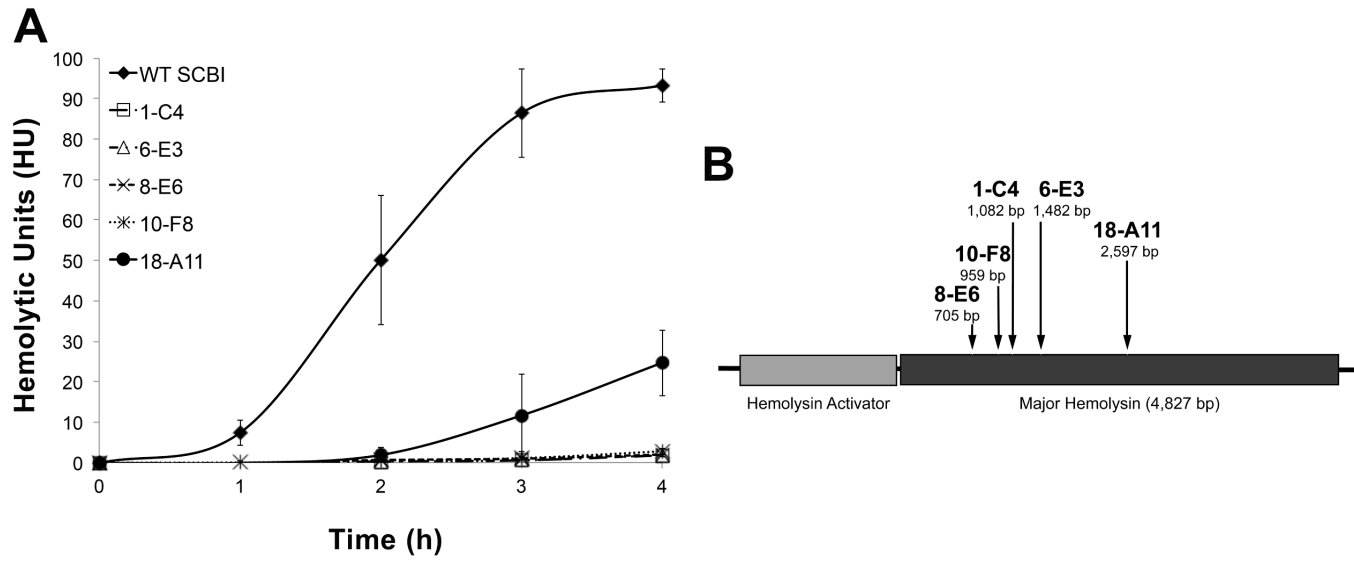 A
100
90
80
70
60
50
40
30
20
10
0
Hemolytic Units (HU)
WT SCBI
1-C4
6-E3
8-E6
10-F8
18-A11
0 1 2 3 4
Time (h)
B
1-C4 6-E3
1,082 bp 1,482 bp
18-A11
2,597 bp
10-F8
959 bp
8-E6
705 bp
Hemolysin Activator Major Hemolysin (4,827 bp)